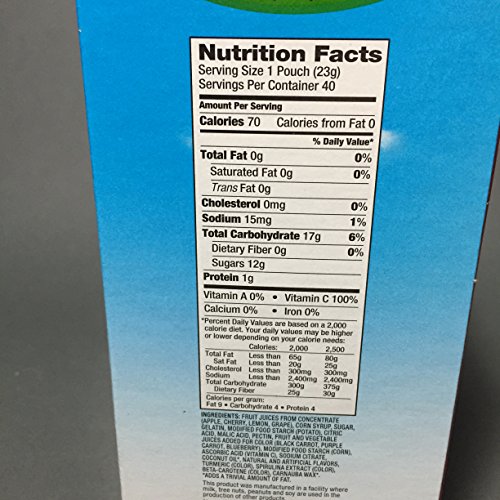 Nutrition Facts
Serving Size 1 Pouch (23g)
Servings Per Container 40
Amount Per Serving
Calories 70 Calories from Fat 0
% Daily Value*
Total Fat 0g 0%
Saturated Fat 0g 0%
Trans Fat 0g
Cholesterol 0mg 0%
Sodium 15mg 1%
Total Carbohydrate 17g 6%
Dietary Fiber 0g 0%
Sugars 12g
Protein 1g
Vitamin A 0% • Vitamin C 100%
Calcium 0% • Iron 0%
*Percent Daily Values are based on a 2,000
calorie diet. Your daily values may be higher
or lower depending on your calorie needs:
Calories: 2,000 2,500
Total Fat Less than 65g 80g
Sat Fat Less than 20g 25g
Cholesterol Less than 300mg 300mg
Sodium Less than 2,400mg 2,400mg
Total Carbohydrate 300g 375g
Dietary Fiber 25g 30g
Calories per gram:
Fat 9 • Carbohydrate 4 • Protein 4
INGREDIENTS: FRUIT JUICES FROM CONCENTRATE
(APPLE, CHERRY, LEMON, GRAPE), CORN SYRUP, SUGAR,
GELATIN, MODIFIED FOOD STARCH (POTATO), CITRIC
ACID, MALIC ACID, PECTIN, FRUIT AND VEGETABLE
JUICES ADDED FOR COLOR (BLACK CARROT, PURPLE
CARROT, BLUEBERRY), MODIFIED FOOD STARCH (CORN),
ASCORBIC ACID (VITAMIN C), SODIUM CITRATE,
COCONUT OIL*, NATURAL AND ARTIFICIAL FLAVORS,
TURMERIC (COLOR), SPIRULINA EXTRACT (COLOR),
BETA-CAROTENE (COLOR), CARNAUBA WAX*.
*ADDS A TRIVIAL AMOUNT OF FAT.
This product was manufactured in a facility where
milk, tree nuts, peanuts and soy are used in the
production of other products.